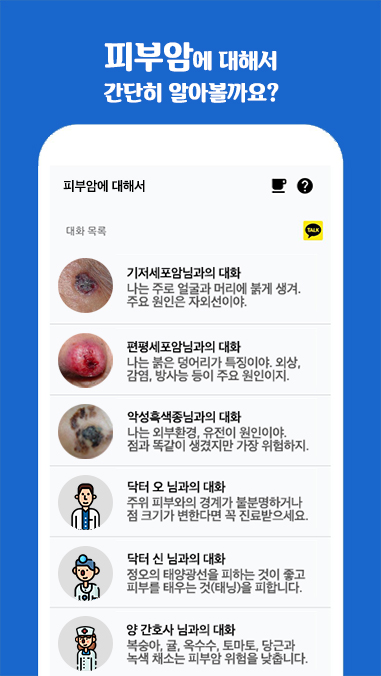 피부암에 대해서
간단히 알아볼까요?
피부암에 대해서
?
대화 목록
TALK
기저세포암님과의 대화
나는 주로 얼굴과 머리에 붉게 생겨.
주요 원인은 자외선이야.
편평세포암님과의 대화
나는 붉은 덩어리가 특징이야. 외상,
감염, 방사능 등이 주요 원인이지.
악성흑색종님과의 대화
나는 외부환경, 유전이 원인이야.
점과 똑같이 생겼지만 가장 위험하지.
닥터 오 님과의 대화
주위 피부와의 경계가 불분명하거나
점 크기가 변한다면 꼭 진료받으세요.
닥터 신 님과의 대화
정오의 태양광선을 피하는 것이 좋고
피부를 태우는 것(태닝)을 피합니다.
양 간호사 님과의 대화
복숭아, 귤, 옥수수, 토마토, 당근과
녹색 채소는 피부암 위험을 낮춥니다.